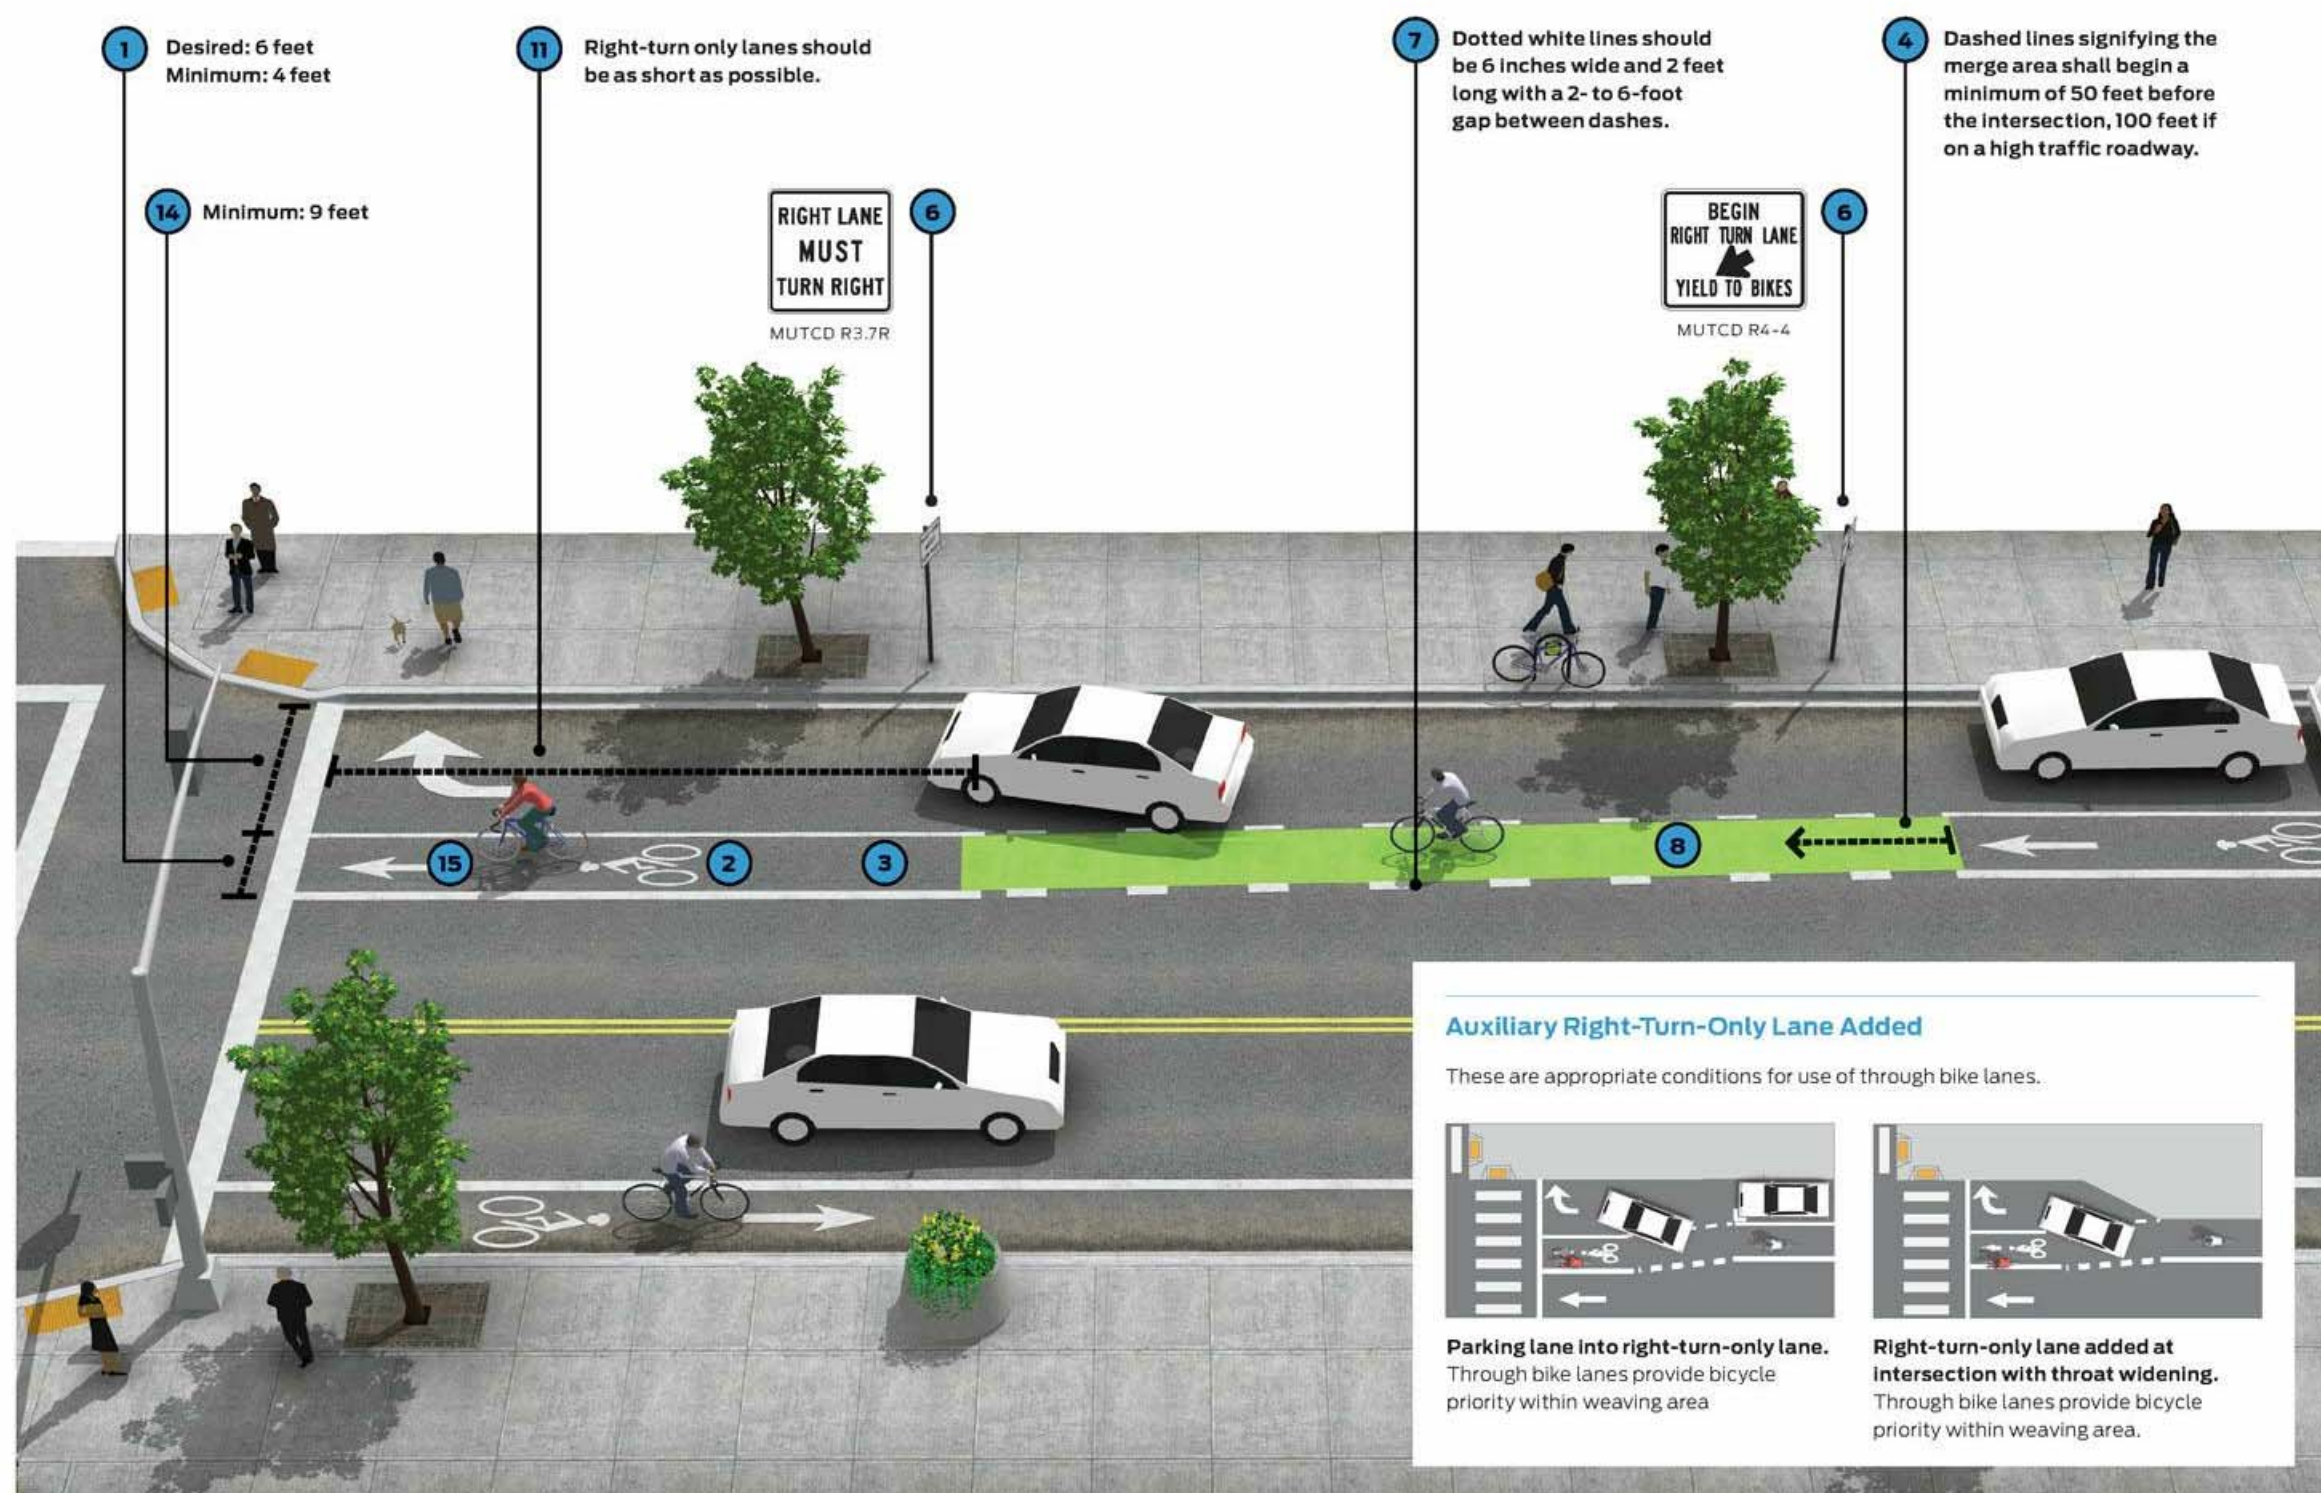 1
Desired: 6 feet
Minimum: 4 feet
11
Right-turn only lanes should
be as short as possible.
7
Dotted white lines should
be 6 inches wide and 2 feet
long with a 2- to 6-foot
gap between dashes.
4
Dashed lines signifying the
merge area shall begin a
minimum of 50 feet before
the intersection, 100 feet if
on a high traffic roadway.
14
Minimum: 9 feet
RIGHT LANE
MUST
TURN RIGHT
MUTCD R3.7R
6
BEGIN
RIGHT TURN LANE
YIELD TO BIKES
MUTCD R4-4
6
15
2
3
8
Auxiliary Right-Turn-Only Lane Added
These are appropriate conditions for use of through bike lanes.
Parking lane into right-turn-only lane.
Through bike lanes provide bicycle
priority within weaving area
Right-turn-only lane added at
intersection with throat widening.
Through bike lanes provide bicycle
priority within weaving area.